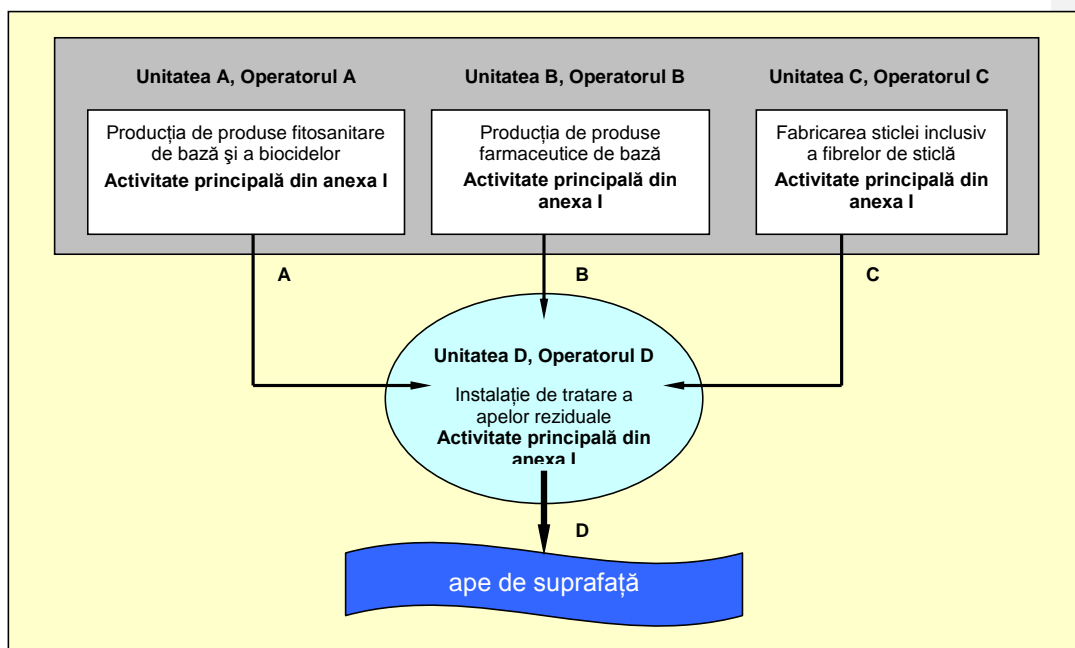 Unitatea A, Operatorul A
Producția de produse fitosanitare
de bază şi a biocidelor
Activitate principală din anexa I
Unitatea B, Operatorul B
Producția de produse
farmaceutice de bază
Activitate principală din
anexa I
Unitatea C, Operatorul C
Fabricarea sticlei inclusiv
a fibrelor de sticlă
Activitate principală din
anexa I
A
B
C
Unitatea D, Operatorul D
Instalație de tratare a
apelor reziduale
Activitate principală din
anexa I
D
ape de suprafață